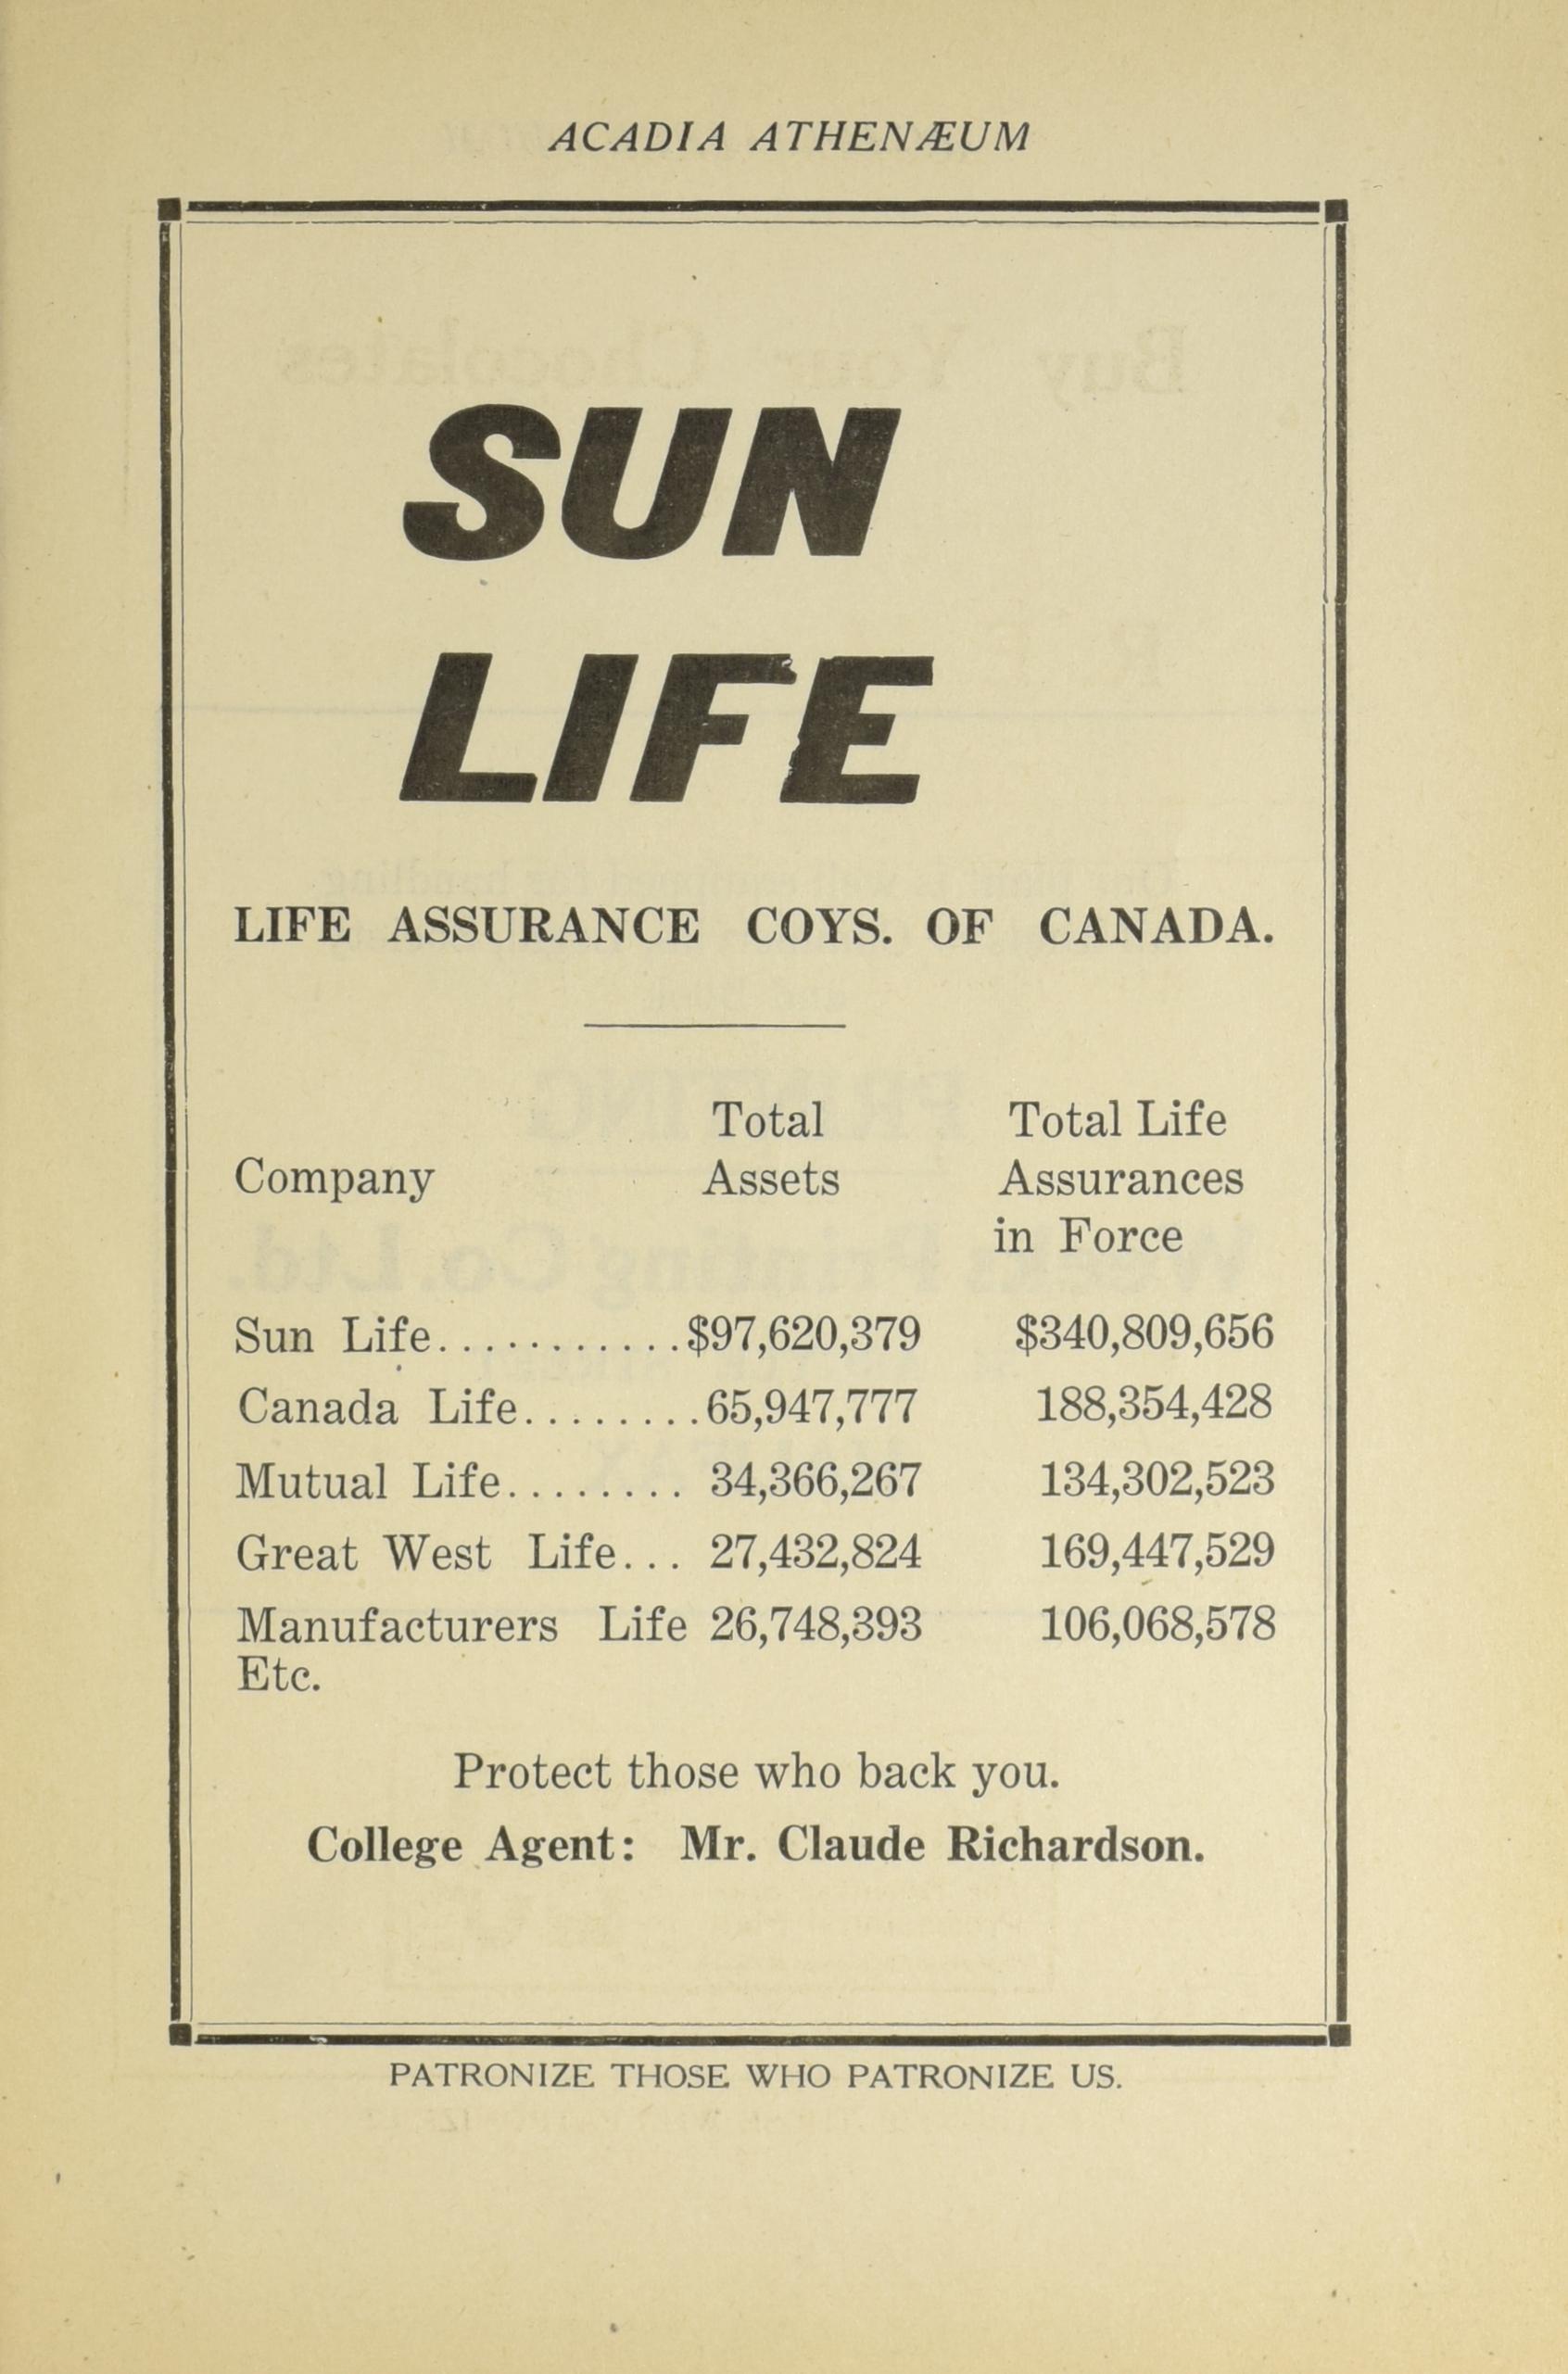 ACADIA ATHENÆUM
SUN
LIFE
LIFE ASSURANCE COYS. OF CANADA.
Total Total Life
Company Assets Assurances
in Force
Sun Life............$97,620,379 $340,809,656
Canada Life........65,947,777 188,354,428
Mutual Life........ 34,366,267 134,302,523
Great West Life... 27,432,824 169,447,529
Manufacturers Life 26,748,393 106,068,578
Etc.
Protect those who back you.
College Agent: Mr. Claude Richardson.
PATRONIZE THOSE WHO PATRONIZE US.